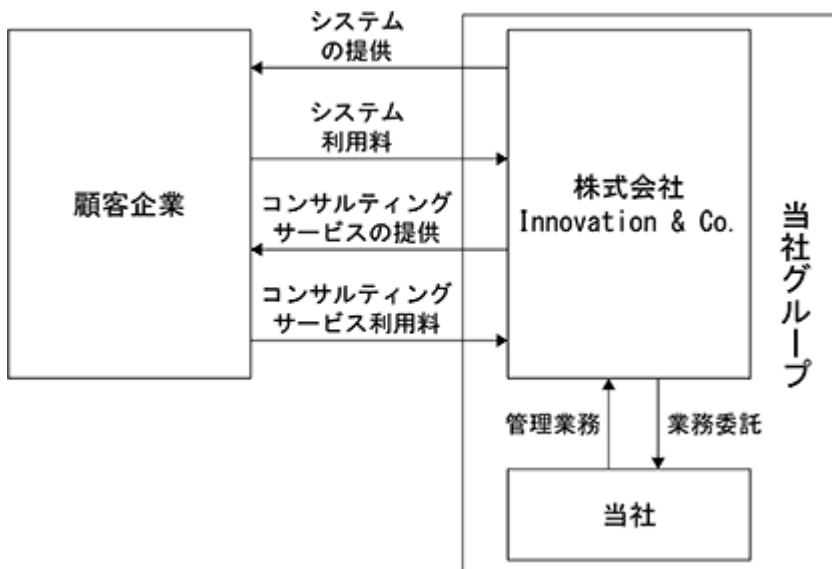 システム
の提供
システム
利用料
顧客企業
コンサルティング
サービスの提供
コンサルティング
サービス利用料
株式会社
Innovation & Co.
当社グループ
管理業務
業務委託
当社